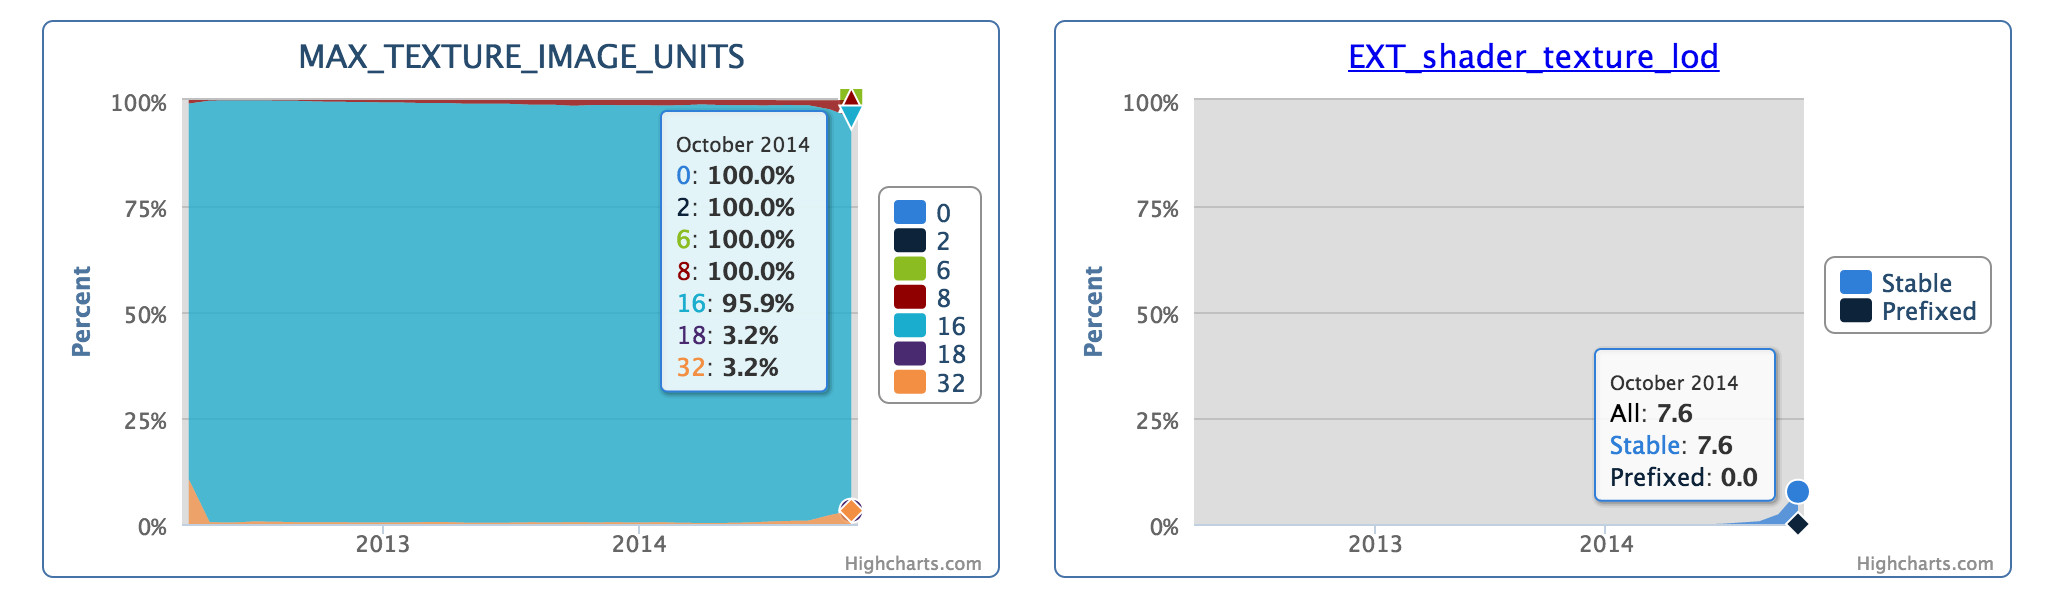 MAX_TEXTURE_IMAGE_UNITS
100%
75%
50%
25%
0%
Percent
2013
2014
October 2014
0: 100.0%
2: 100.0%
6: 100.0%
8: 100.0%
16: 95.9%
18: 3.2%
32: 3.2%
0
2
6
8
16
18
32
Highcharts.com
EXT_shader_texture_lod
100%
75%
50%
25%
0%
Percent
2013
2014
October 2014
All: 7.6
Stable: 7.6
Prefixed: 0.0
Stable
Prefixed
Highcharts.com